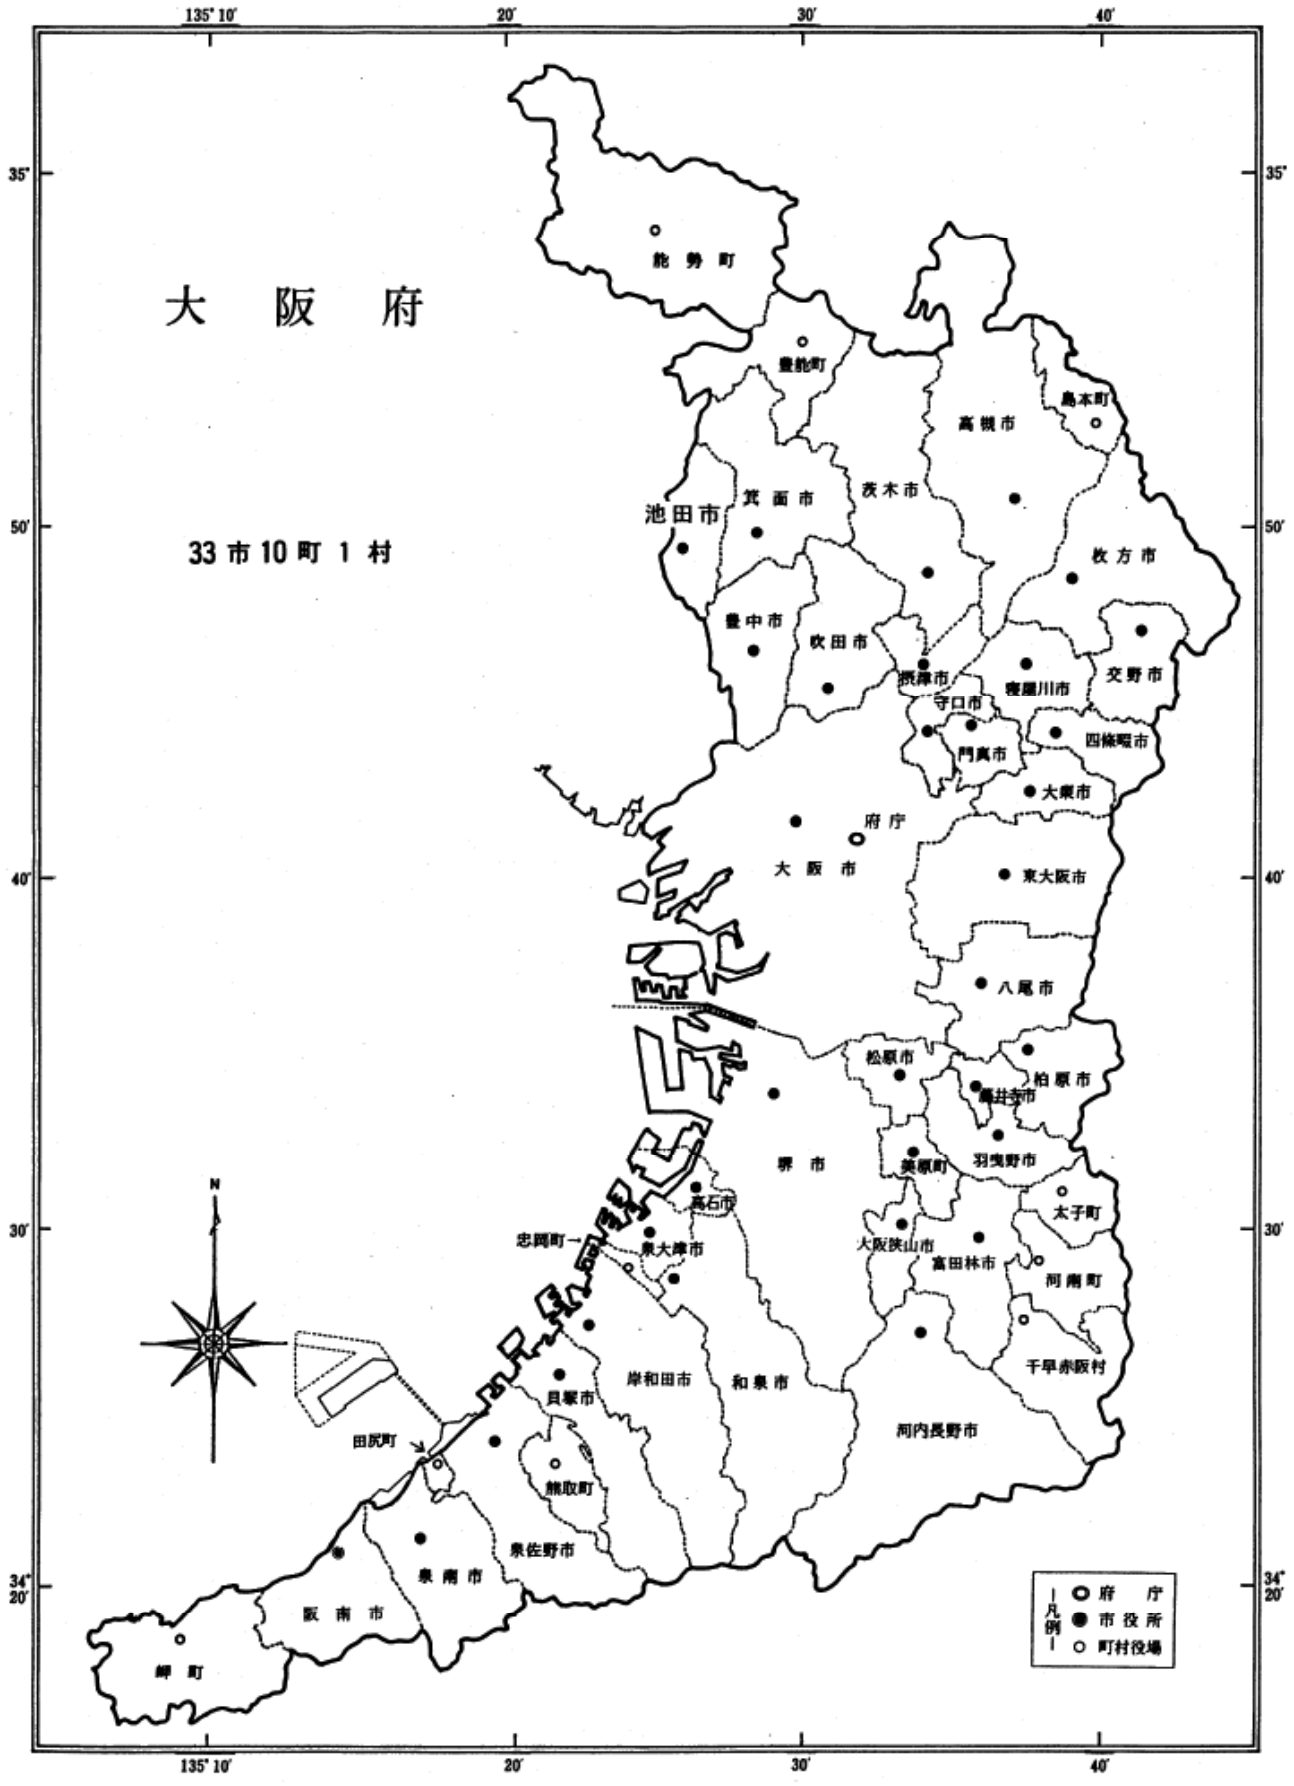 135° 10′ 20′ 30′ 40′
35° 35°
能勢町
大阪府
豊能町
島本町
高槻市
茨木市
箕面市
池田市
50′ 50′
33市10町1村
枚方市
豊中市
吹田市
摂津市
寝屋川市
交野市
守口市
四條畷市
門真市
大東市
府庁
大阪市
東大阪市
40′ 40′
八尾市
松原市
柏原市
藤井寺市
堺市
美原町
羽曳野市
N
高石市
太子町
30′ 30′
忠岡町
泉大津市
大阪狭山市
富田林市
河南町
千早赤阪村
岸和田市
和泉市
貝塚市
河内長野市
田尻町
熊取町
泉佐野市
泉南市
阪南市
34° 20′ 34° 20′
岬町
凡例
府庁
市役所
町村役場
135° 10′ 20′ 30′ 40′